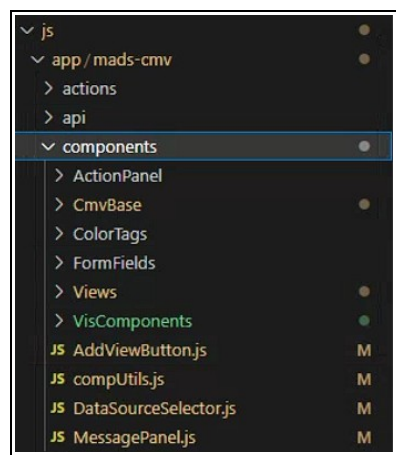 js
app/mads-cmv
actions
api
components
ActionPanel
CmvBase
ColorTags
FormFields
Views
VisComponents
JS AddViewButton.js M
JS compUtils.js M
JS DataSourceSelector.js M
JS MessagePanel.js M